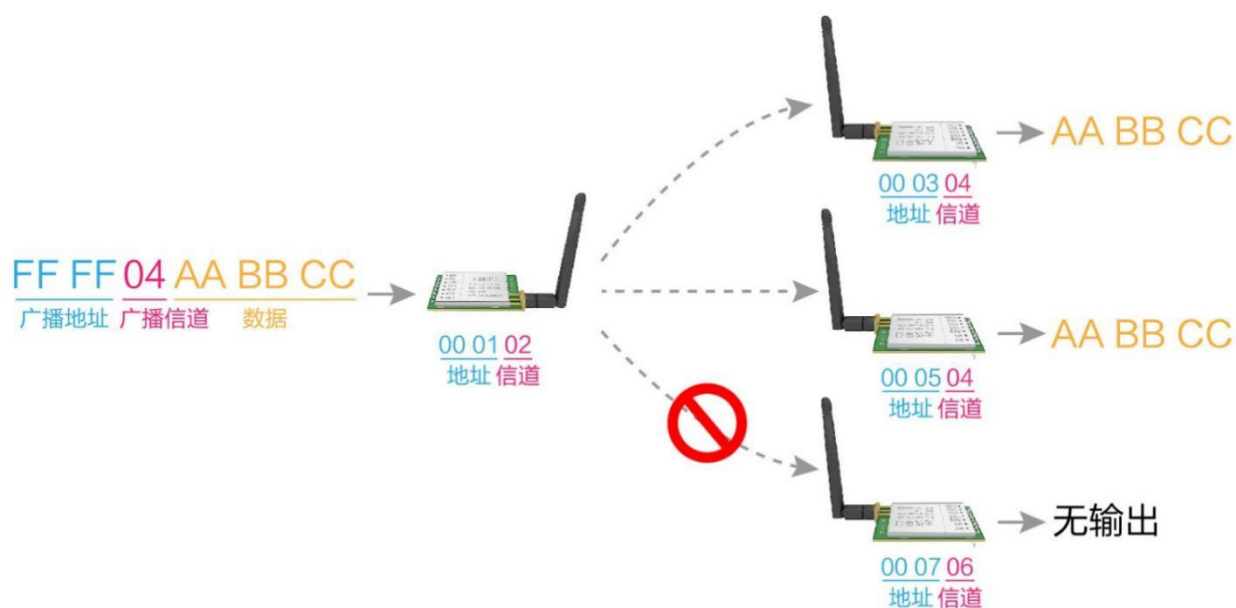 FF FF 04 AA BB CC
广播地址 广播信道 数据
00 01 02
地址 信道
AA BB CC
00 03 04
地址 信道
AA BB CC
00 05 04
地址 信道
无输出
00 07 06
地址 信道